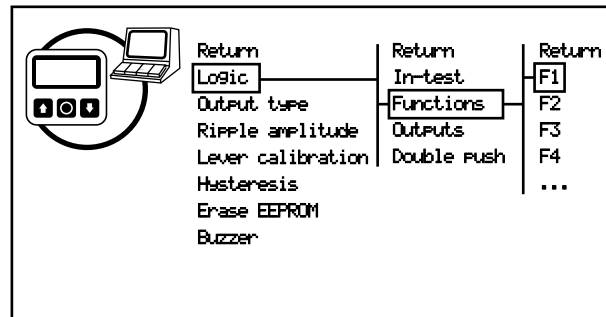 Return
Logic
Output type
Ripple amplitude
Lever calibration
Hysteresis
Erase EEPROM
Buzzer
Return
In-test
Functions
Outputs
Double push
Return
F1
F2
F3
F4
...